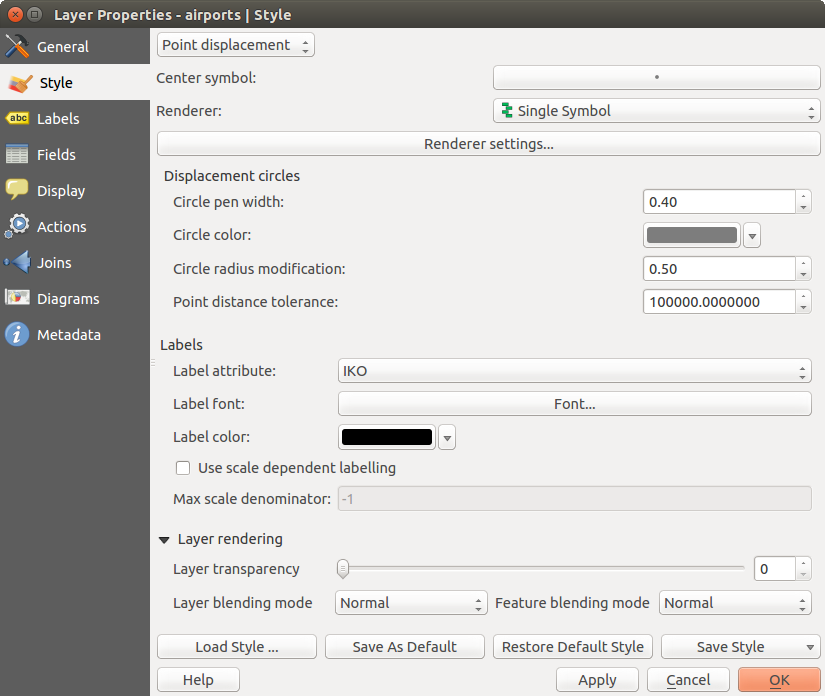 Layer Properties - airports | Style
General
Style
abc Labels
Fields
Display
Actions
Joins
Diagrams
i Metadata
Point displacement
Center symbol:
Renderer: Single Symbol
Renderer settings...
Displacement circles
Circle pen width: 0.40
Circle color:
Circle radius modification: 0.50
Point distance tolerance: 100000.0000000
Labels
Label attribute: IKO
Label font: Font...
Label color:
Use scale dependent labelling
Max scale denominator: -1
Layer rendering
Layer transparency 0
Layer blending mode Normal Feature blending mode Normal
Load Style ... Save As Default Restore Default Style Save Style
Help Apply Cancel OK